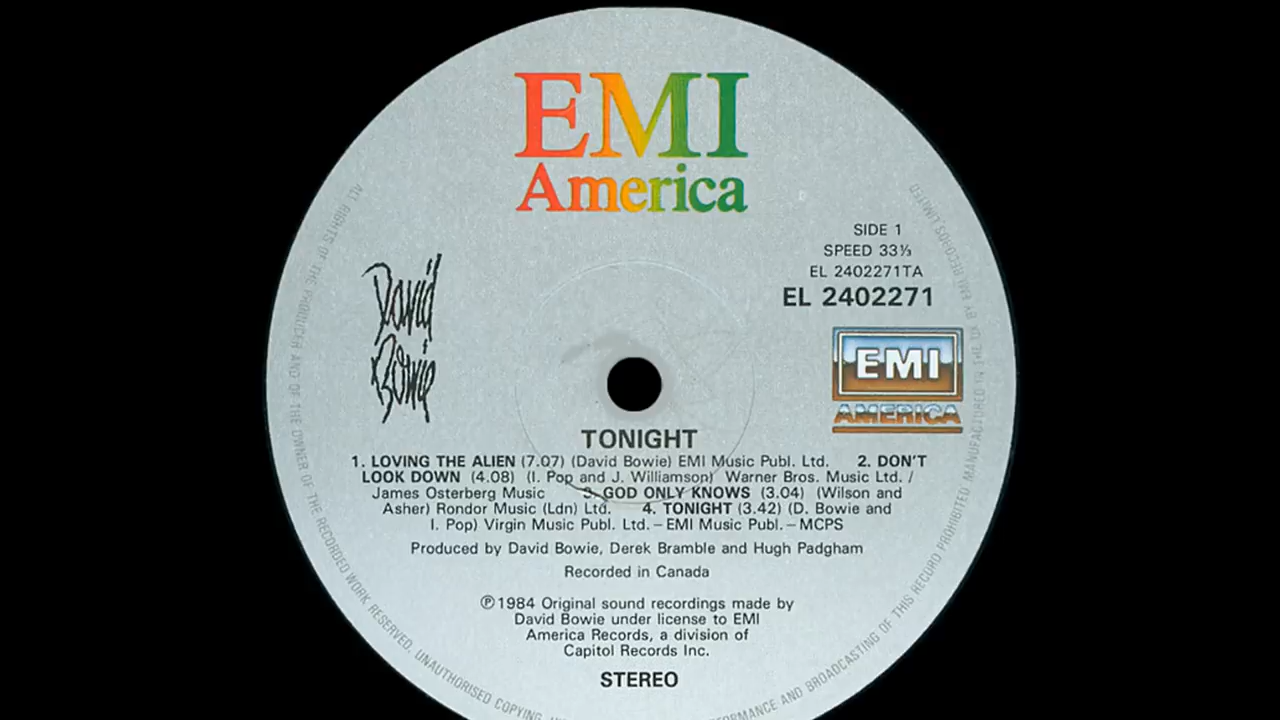 EMI
America
SIDE 1
SPEED 33⅓
EL 2402271TA
EL 2402271
David
Bowie
EMI
AMERICA
TONIGHT
1. LOVING THE ALIEN (7.07) (David Bowie) EMI Music Publ. Ltd. 2. DON'T
LOOK DOWN (4.08) (I. Pop and J. Williamson) Warner Bros. Music Ltd. /
James Osterberg Music 3. GOD ONLY KNOWS (3.04) (Wilson and
Asher) Rondor Music (Ldn) Ltd. 4. TONIGHT (3.42) (D. Bowie and
I. Pop) Virgin Music Publ. Ltd. – EMI Music Publ. – MCPS
Produced by David Bowie, Derek Bramble and Hugh Padgham
Recorded in Canada
℗ 1984 Original sound recordings made by
David Bowie under license to EMI
America Records, a division of
Capitol Records Inc.
STEREO
ALL RIGHTS OF THE PRODUCER AND OF THE OWNER OF THE RECORDED WORK RESERVED. UNAUTHORISED COPYING,
PERFORMANCE AND BROADCASTING OF THIS RECORD PROHIBITED MANUFACTURED IN THE UK BY EMI RECORDS LIMITED